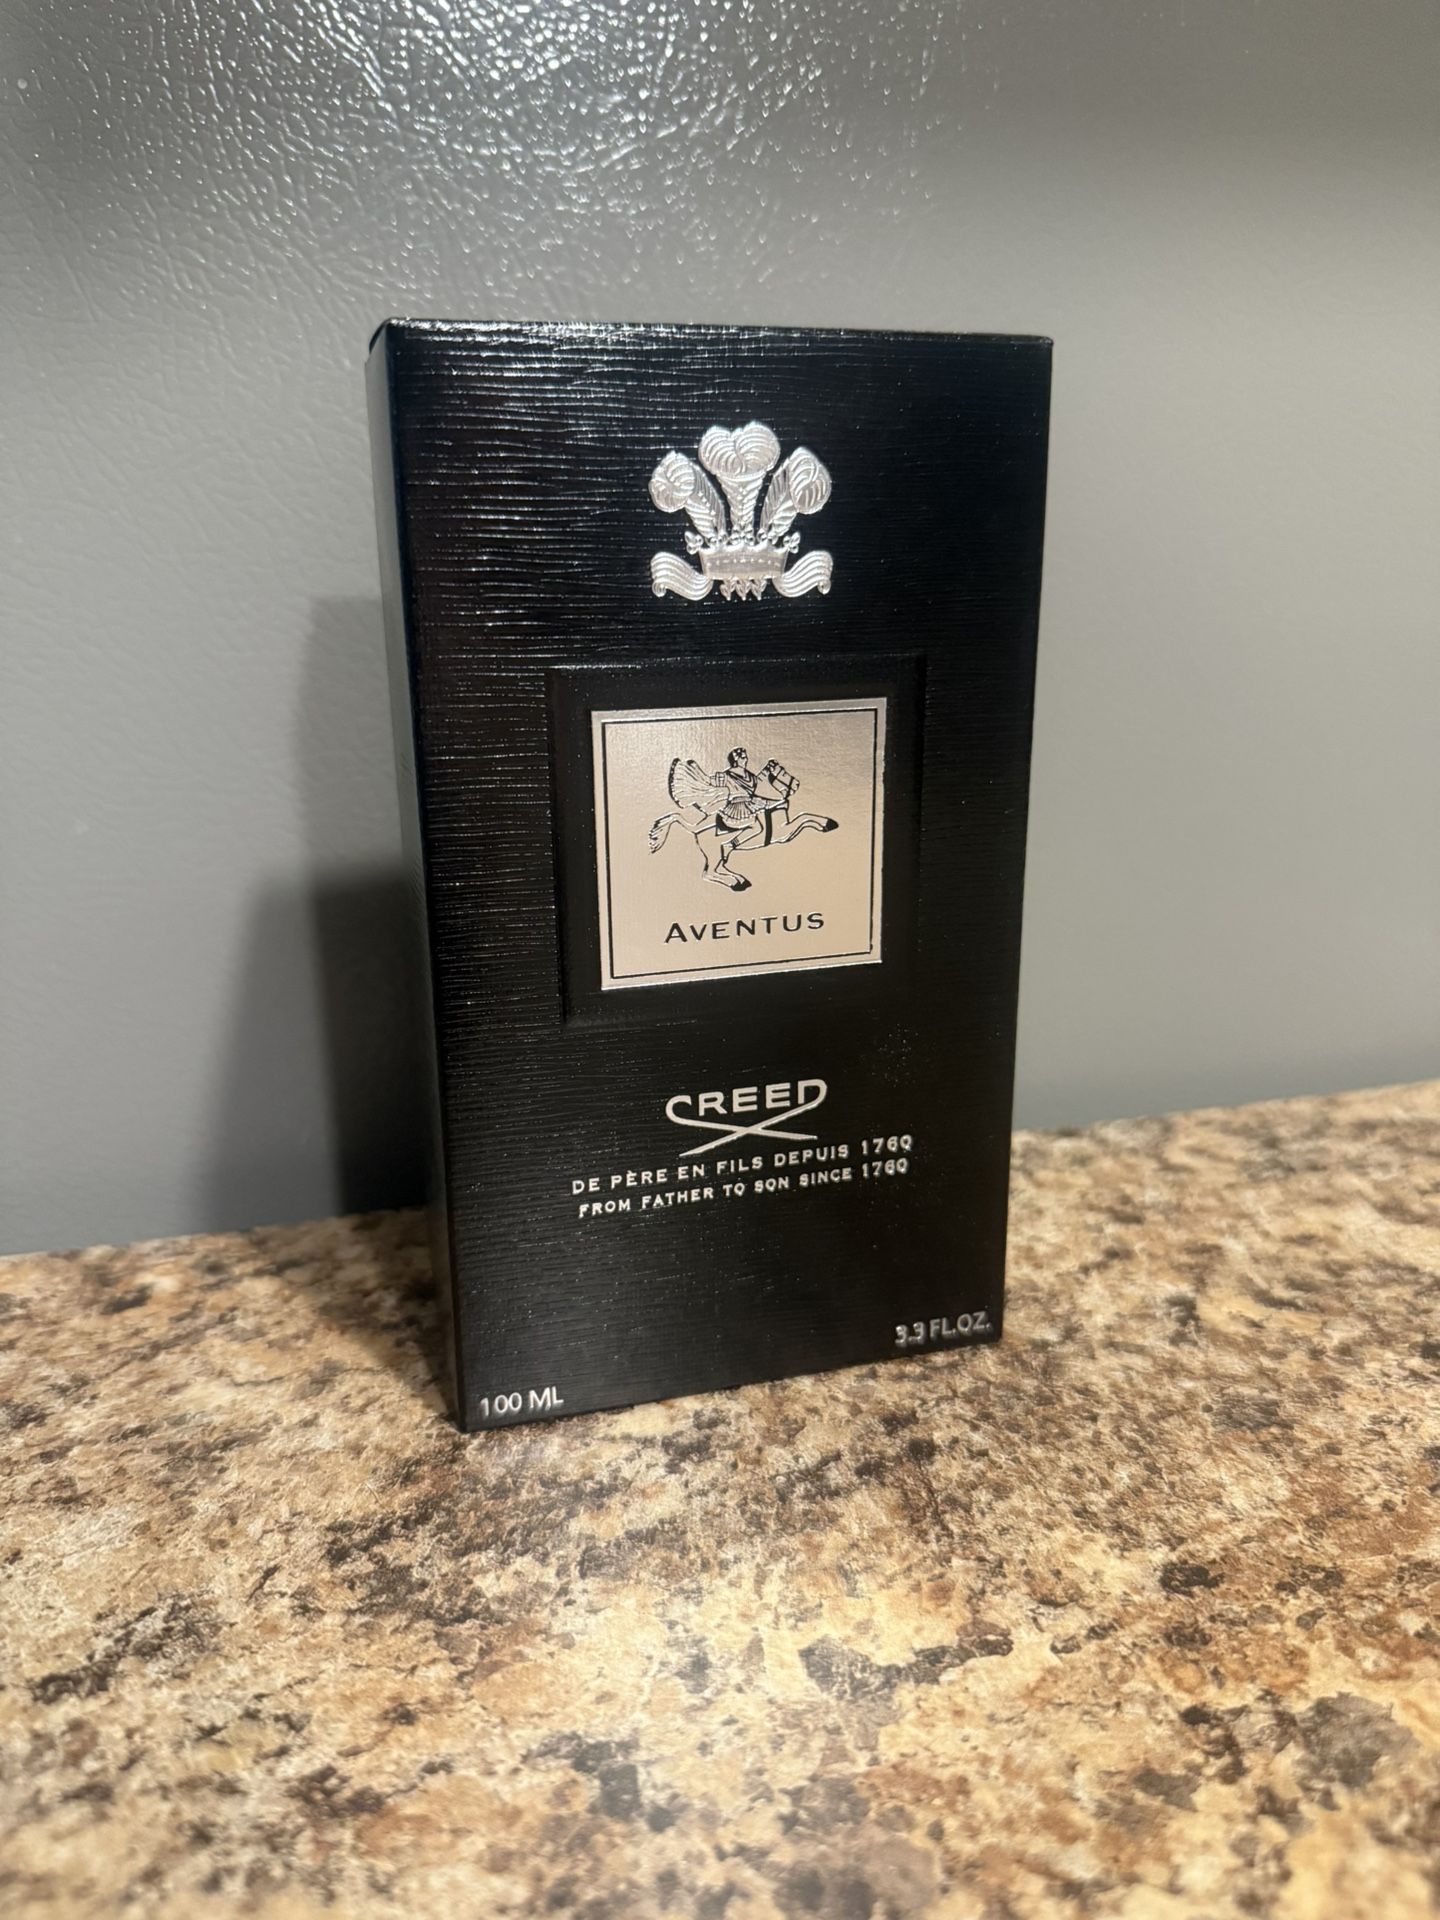 AVENTUS
CREED
DE PÈRE EN FILS DEPUIS 1760
FROM FATHER TO SON SINCE 1760
3.3 FL.OZ.
100 ML